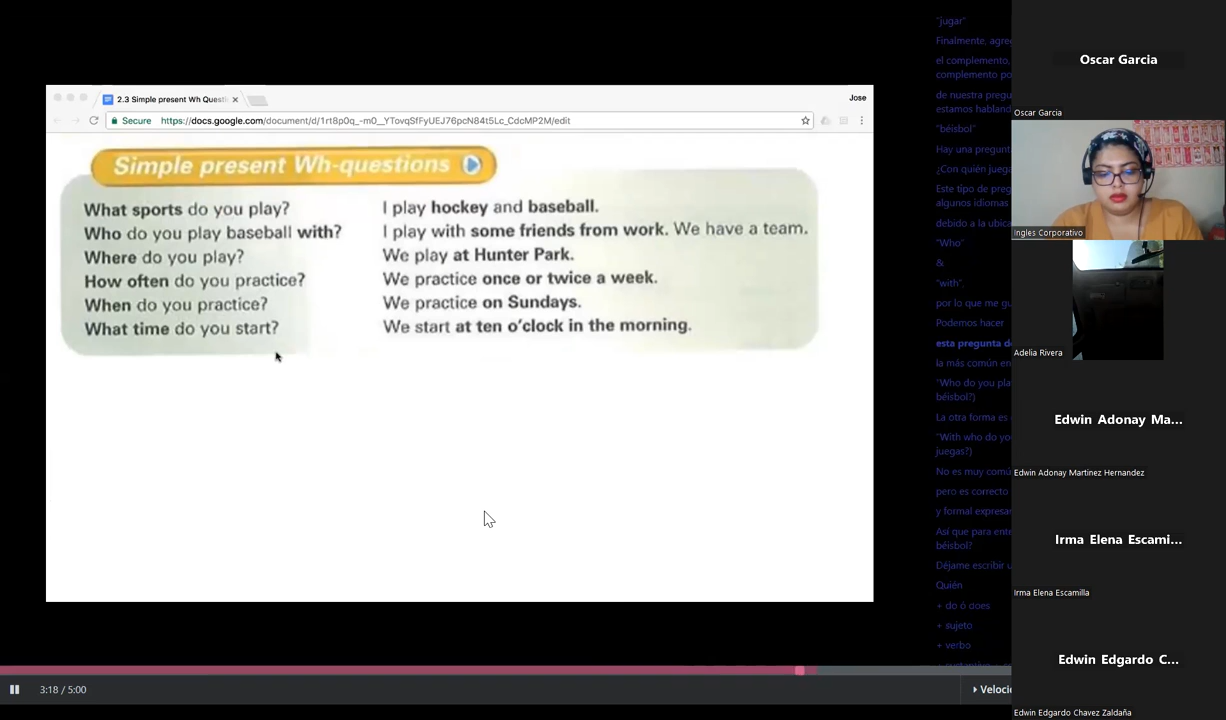 2.3 Simple present Wh Questi
Jose
Secure
https://docs.google.com/document/d/1rt8p0q_-m0__YTovqSfFyUEJ76pcN84t5Lc_CdcMP2M/edit
Simple present Wh-questions
What sports do you play? I play hockey and baseball.
Who do you play baseball with? I play with some friends from work. We have a team.
Where do you play? We play at Hunter Park.
How often do you practice? We practice once or twice a week.
When do you practice? We practice on Sundays.
What time do you start? We start at ten o'clock in the morning.
3:18 / 5:00
Velocid
"jugar"
Finalmente, agre
el complemento,
complemento po
de nuestra pregu
estamos habland
"béisbol"
Hay una pregunt
¿Con quién juega
Este tipo de preg
algunos idiomas
debido a la ubica
"Who"
&
"with",
por lo que me gu
Podemos hacer
esta pregunta de
la más común en
"Who do you pla
béisbol?)
La otra forma es
"With who do yo
juegas?)
No es muy comú
pero es correcto
y formal expresar
Así que para ente
béisbol?
Déjame escribir u
Quién
+ do ó does
+ sujeto
+ verbo
Oscar Garcia
Oscar Garcia
Ingles Corporativo
Adelia Rivera
Edwin Adonay Ma...
Edwin Adonay Martinez Hernandez
Irma Elena Escami...
Irma Elena Escamilla
Edwin Edgardo C...
Edwin Edgardo Chavez Zaldaña